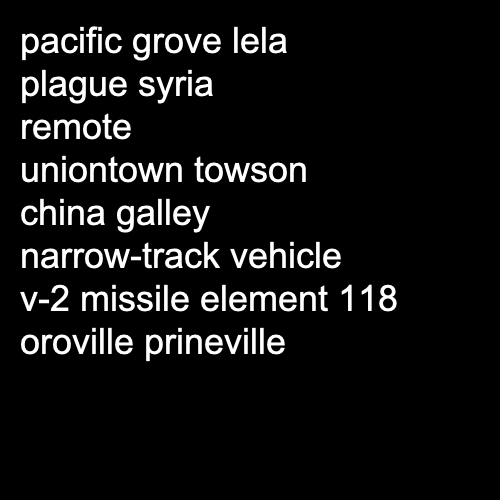 pacific grove lela
plague syria
remote
uniontown towson
china galley
narrow-track vehicle
v-2 missile element 118
oroville prineville